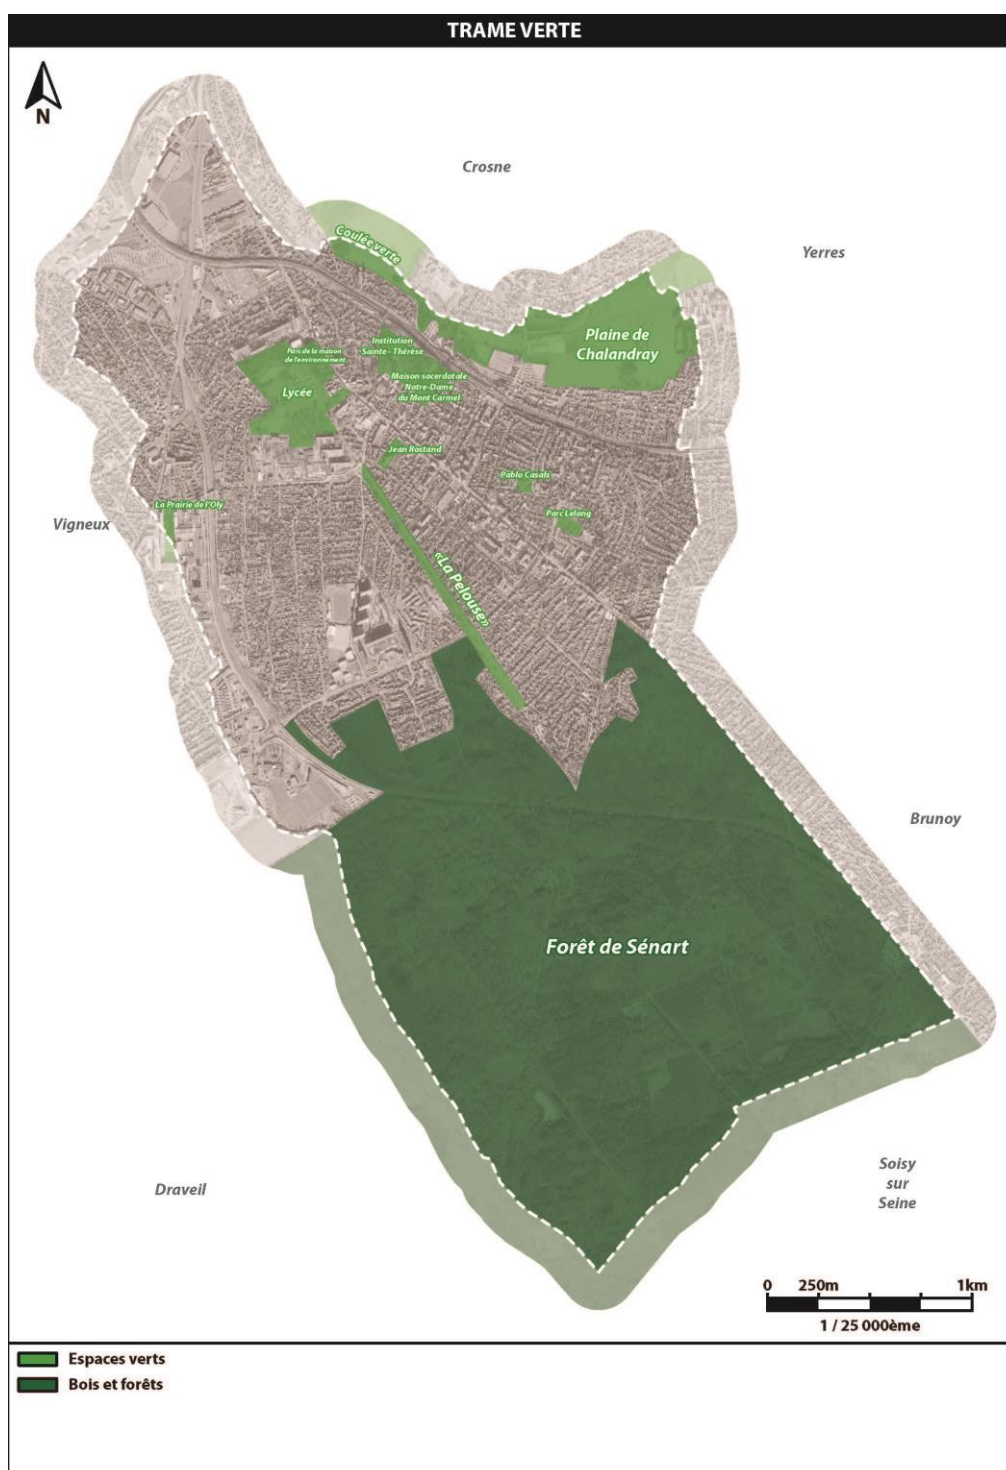 TRAME VERTE
N
Crosne
Yerres
Coulée verte
Plaine de
Chalandray
Institution
Sainte - Thérèse
Parc de la maison
de l'environnement
Lycée
Maison sacerdotale
Notre-Dame
du Mont Carmel
Jean Rostand
Pablo Casals
Parc Lelong
La Prairie de l'Oly
Vigneux
«La Pelouse»
Brunoy
Forêt de Sénart
Draveil
Soisy
sur
Seine
0 250m 1km
1 / 25 000ème
Espaces verts
Bois et forêts